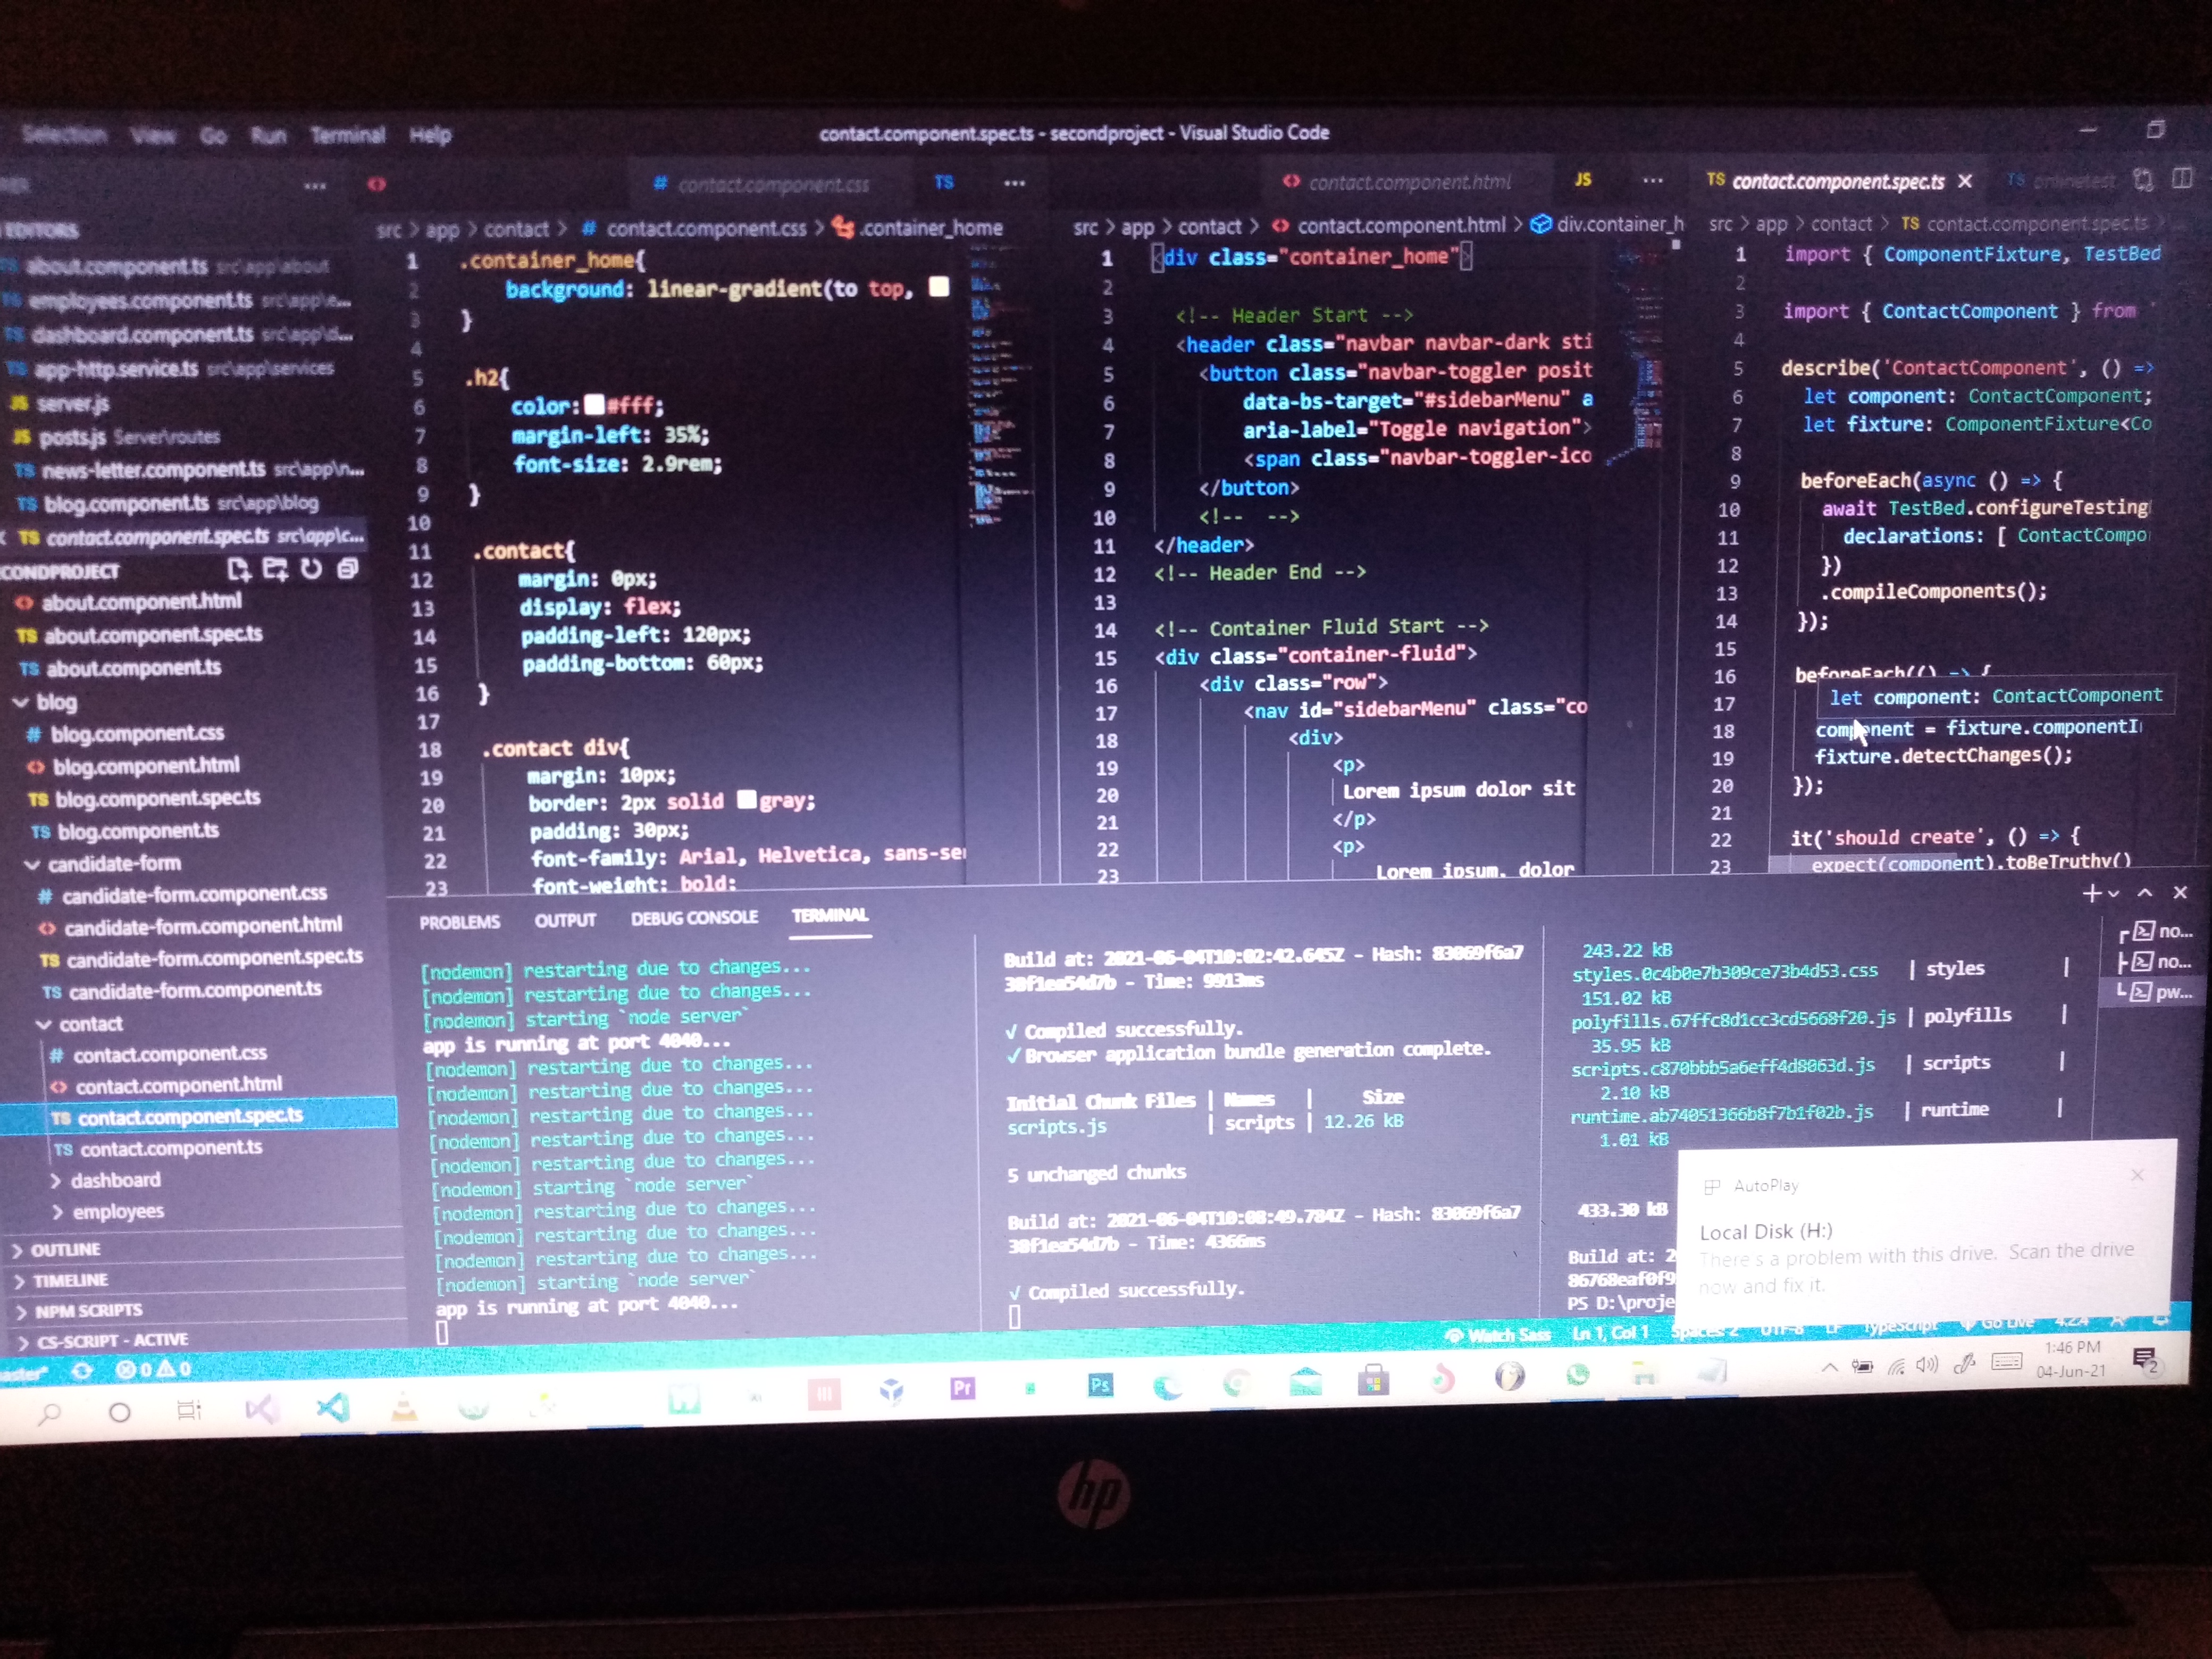 Selection View Go Run Terminal Help
contact.component.spec.ts - secondproject - Visual Studio Code
EDITORS
TS about.component.ts src\app\about
TS employees.component.ts src\app\e...
TS dashboard.component.ts src\app\d...
TS app-http.service.ts src\app\services
JS server.js
JS posts.js Server\routes
TS news-letter.component.ts src\app\n...
TS blog.component.ts src\app\blog
TS contact.component.spec.ts src\app\c...
CONDPROJECT
<> about.component.html
TS about.component.spec.ts
TS about.component.ts
blog
# blog.component.css
<> blog.component.html
TS blog.component.spec.ts
TS blog.component.ts
candidate-form
# candidate-form.component.css
<> candidate-form.component.html
TS candidate-form.component.spec.ts
TS candidate-form.component.ts
contact
# contact.component.css
<> contact.component.html
TS contact.component.spec.ts
TS contact.component.ts
> dashboard
> employees
> OUTLINE
> TIMELINE
> NPM SCRIPTS
> CS-SCRIPT - ACTIVE
# contact.component.css TS ...
src > app > contact > # contact.component.css > .container_home
1 .container_home{
2 background: linear-gradient(to top,
3 }
4
5 .h2{
6 color: #fff;
7 margin-left: 35%;
8 font-size: 2.9rem;
9 }
10
11 .contact{
12 margin: 0px;
13 display: flex;
14 padding-left: 120px;
15 padding-bottom: 60px;
16 }
17
18 .contact div{
19 margin: 10px;
20 border: 2px solid gray;
21 padding: 30px;
22 font-family: Arial, Helvetica, sans-se
23 font-weight: bold;
<> contact.component.html JS ...
src > app > contact > <> contact.component.html > div.container_h
1 <div class="container_home">
2
3 <!-- Header Start -->
4 <header class="navbar navbar-dark sti
5 <button class="navbar-toggler posit
6 data-bs-target="#sidebarMenu" a
7 aria-label="Toggle navigation">
8 <span class="navbar-toggler-ico
9 </button>
10 <!-- -->
11 </header>
12 <!-- Header End -->
13
14 <!-- Container Fluid Start -->
15 <div class="container-fluid">
16 <div class="row">
17 <nav id="sidebarMenu" class="co
18 <div>
19 <p>
20 Lorem ipsum dolor sit
21 </p>
22 <p>
23 Lorem ipsum, dolor
TS contact.component.spec.ts ×
src > app > contact > TS contact.component.spec.ts >
1 import { ComponentFixture, TestBed
2
3 import { ContactComponent } from '
4
5 describe('ContactComponent', () =>
6 let component: ContactComponent;
7 let fixture: ComponentFixture<Co
8
9 beforeEach(async () => {
10 await TestBed.configureTesting
11 declarations: [ ContactCompo
12 })
13 .compileComponents();
14 });
15
16 beforeEach(() => {
17 let component: ContactComponent
18 component = fixture.componentI
19 fixture.detectChanges();
20 });
21
22 it('should create', () => {
23 expect(component).toBeTruthy()
PROBLEMS OUTPUT DEBUG CONSOLE TERMINAL
[nodemon] restarting due to changes...
[nodemon] restarting due to changes...
[nodemon] starting `node server`
app is running at port 4040...
[nodemon] restarting due to changes...
[nodemon] restarting due to changes...
[nodemon] restarting due to changes...
[nodemon] restarting due to changes...
[nodemon] restarting due to changes...
[nodemon] starting `node server`
[nodemon] restarting due to changes...
[nodemon] restarting due to changes...
[nodemon] restarting due to changes...
[nodemon] starting `node server`
app is running at port 4040...
Build at: 2021-06-04T10:02:42.645Z - Hash: 83069f6a7
30f1ea54d7b - Time: 9913ms
√ Compiled successfully.
√ Browser application bundle generation complete.
Initial Chunk Files | Names | Size
scripts.js | scripts | 12.26 kB
5 unchanged chunks
Build at: 2021-06-04T10:08:49.784Z - Hash: 83069f6a7
30f1ea54d7b - Time: 4366ms
√ Compiled successfully.
243.22 kB
styles.0c4b0e7b309ce73b4d53.css | styles |
151.02 kB
polyfills.67ffc8d1cc3cd5668f20.js | polyfills |
35.95 kB
scripts.c870bbb5a6eff4d8063d.js | scripts |
2.10 kB
runtime.ab74051366b8f7b1f02b.js | runtime |
1.01 kB
433.30 kB
Build at: 2
86768eaf0f9
PS D:\proje
no...
no...
pw...
AutoPlay
Local Disk (H:)
There's a problem with this drive. Scan the drive
now and fix it.
0 0
Watch Sass Ln 1, Col 1 Spaces: 2 UTF-8 LF TypeScript Go Live 4.2.4
Pr Ps
1:46 PM
04-Jun-21
2
hp